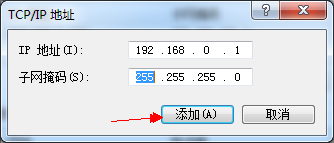 TCP/IP 地址
IP 地址(I): 192 .168 . 0 . 1
子网掩码(S): 255 .255 .255 . 0
添加(A) 取消